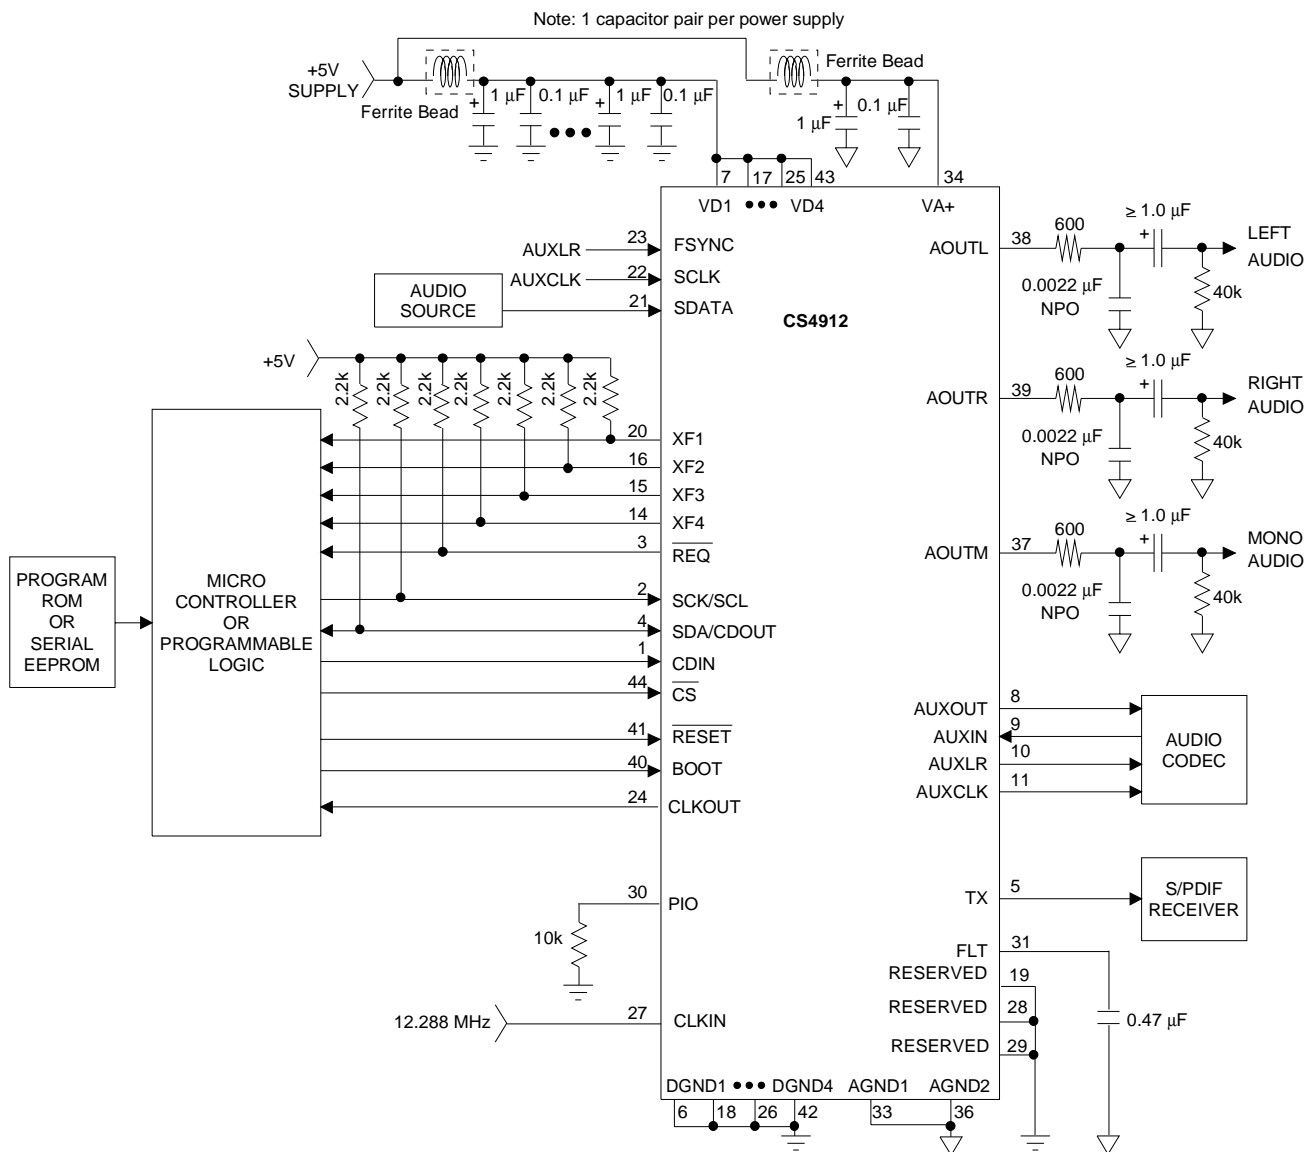 Note: 1 capacitor pair per power supply
+5V
SUPPLY
Ferrite Bead
+
1 µF
0.1 µF
+
1 µF
0.1 µF
Ferrite Bead
+
1 µF
0.1 µF
7
17
25
43
34
VD1
VD4
VA+
AUXLR
23
FSYNC
AUXCLK
22
SCLK
AUDIO
SOURCE
21
SDATA
CS4912
AOUTL
38
600
≥ 1.0 µF
+
0.0022 µF
NPO
40k
LEFT
AUDIO
+5V
2.2k
2.2k
2.2k
2.2k
2.2k
2.2k
2.2k
AOUTR
39
600
≥ 1.0 µF
+
0.0022 µF
NPO
40k
RIGHT
AUDIO
20
XF1
16
XF2
15
XF3
14
XF4
3
REQ
AOUTM
37
600
≥ 1.0 µF
+
0.0022 µF
NPO
40k
MONO
AUDIO
PROGRAM
ROM
OR
SERIAL
EEPROM
MICRO
CONTROLLER
OR
PROGRAMMABLE
LOGIC
2
SCK/SCL
4
SDA/CDOUT
1
CDIN
44
CS
41
RESET
40
BOOT
24
CLKOUT
AUXOUT
8
AUXIN
9
AUXLR
10
AUXCLK
11
AUDIO
CODEC
30
PIO
10k
TX
5
S/PDIF
RECEIVER
FLT
31
RESERVED
19
RESERVED
28
RESERVED
29
0.47 µF
12.288 MHz
27
CLKIN
DGND1
DGND4
AGND1
AGND2
6
18
26
42
33
36